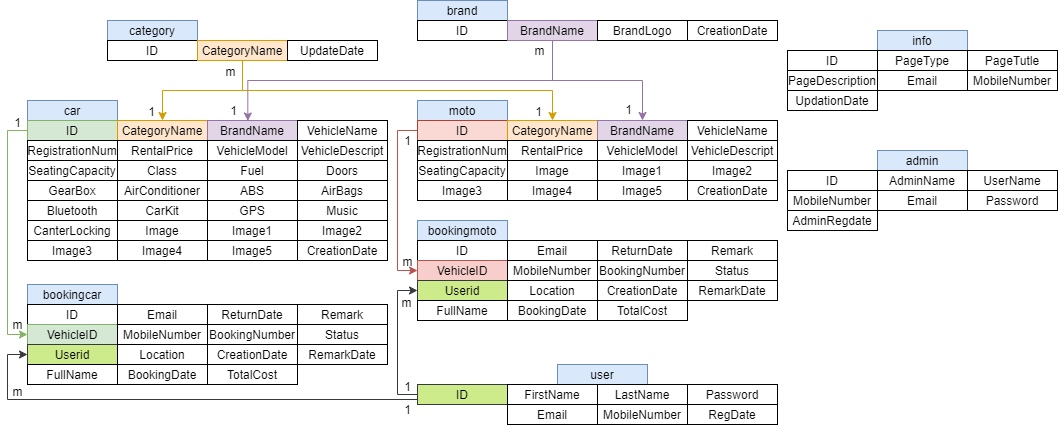 brand
ID BrandName BrandLogo CreationDate
category
ID CategoryName UpdateDate
m
m
info
ID PageType PageTutle
PageDescription Email MobileNumber
UpdationDate
1 1 1 1
car
1 ID CategoryName BrandName VehicleName
RegistrationNum RentalPrice VehicleModel VehicleDescript
SeatingCapacity Class Fuel Doors
GearBox AirConditioner ABS AirBags
Bluetooth CarKit GPS Music
CanterLocking Image Image1 Image2
Image3 Image4 Image5 CreationDate
moto
ID CategoryName BrandName VehicleName
1
RegistrationNum RentalPrice VehicleModel VehicleDescript
SeatingCapacity Image Image1 Image2
Image3 Image4 Image5 CreationDate
admin
ID AdminName UserName
MobileNumber Email Password
AdminRegdate
bookingmoto
ID Email ReturnDate Remark
m
VehicleID MobileNumber BookingNumber Status
Userid Location CreationDate RemarkDate
m
FullName BookingDate TotalCost
bookingcar
ID Email ReturnDate Remark
m
VehicleID MobileNumber BookingNumber Status
Userid Location CreationDate RemarkDate
FullName BookingDate TotalCost
m
user
1
ID FirstName LastName Password
1
Email MobileNumber RegDate